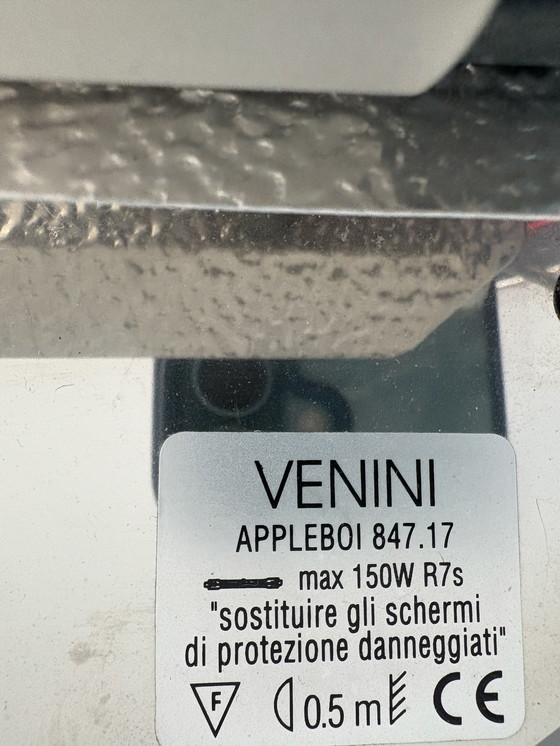 VENINI
APPLEBOI 847.17
max 150W R7s
"sostituire gli schermi
di protezione danneggiati"
F 0.5 m CE